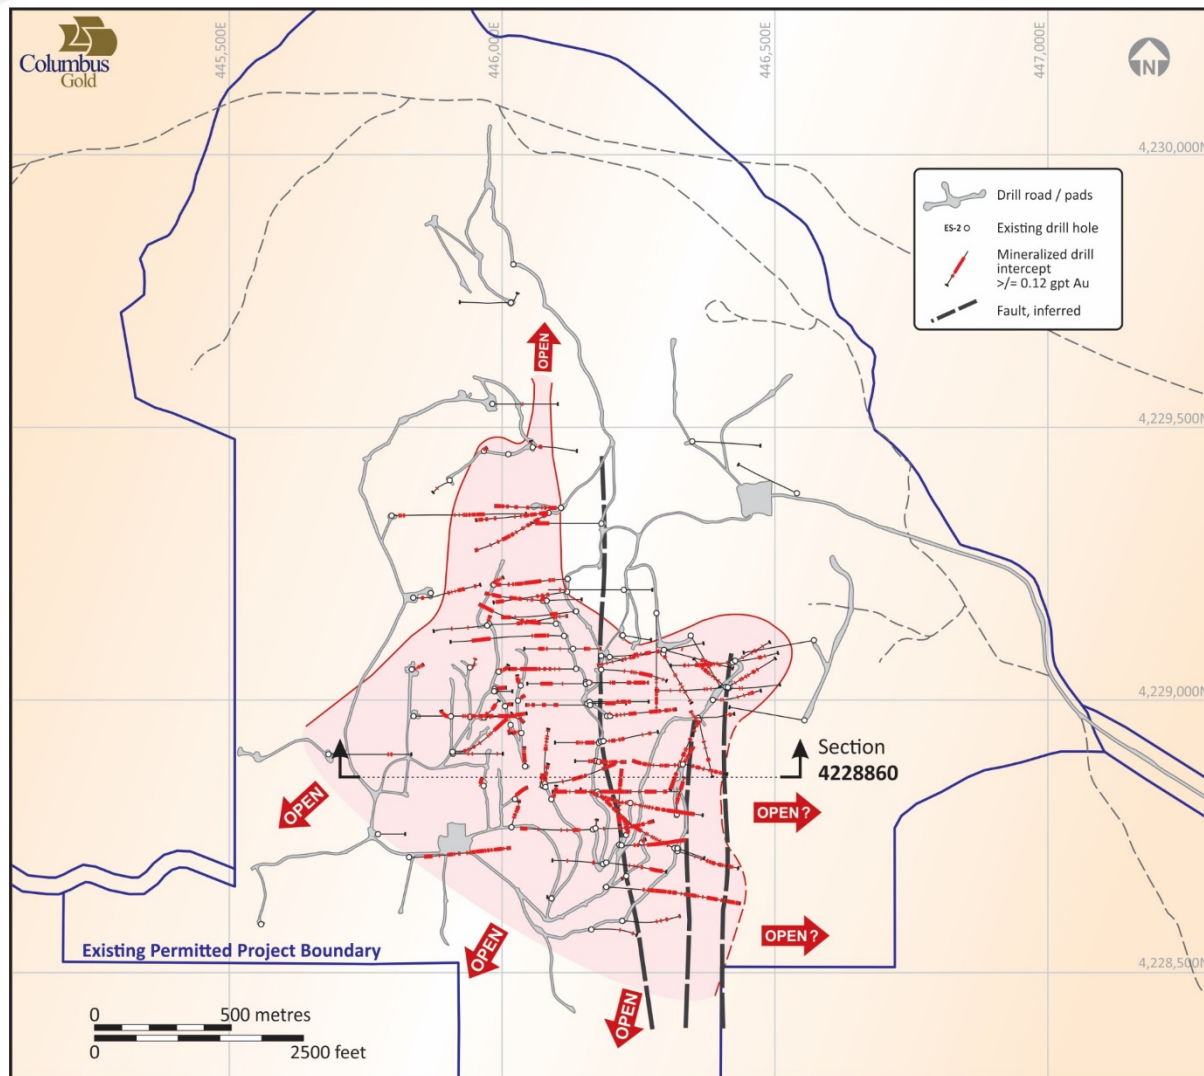 Columbus
Gold
445,500E
446,000E
446,500E
447,000E
N
4,230,000N
Drill road / pads
ES-2
Existing drill hole
Mineralized drill
intercept
>/= 0.12 gpt Au
Fault, inferred
OPEN
4,229,500N
4,229,000N
Section
4228860
OPEN
OPEN?
OPEN
OPEN?
Existing Permitted Project Boundary
4,228,500N
OPEN
0 500 metres
0 2500 feet